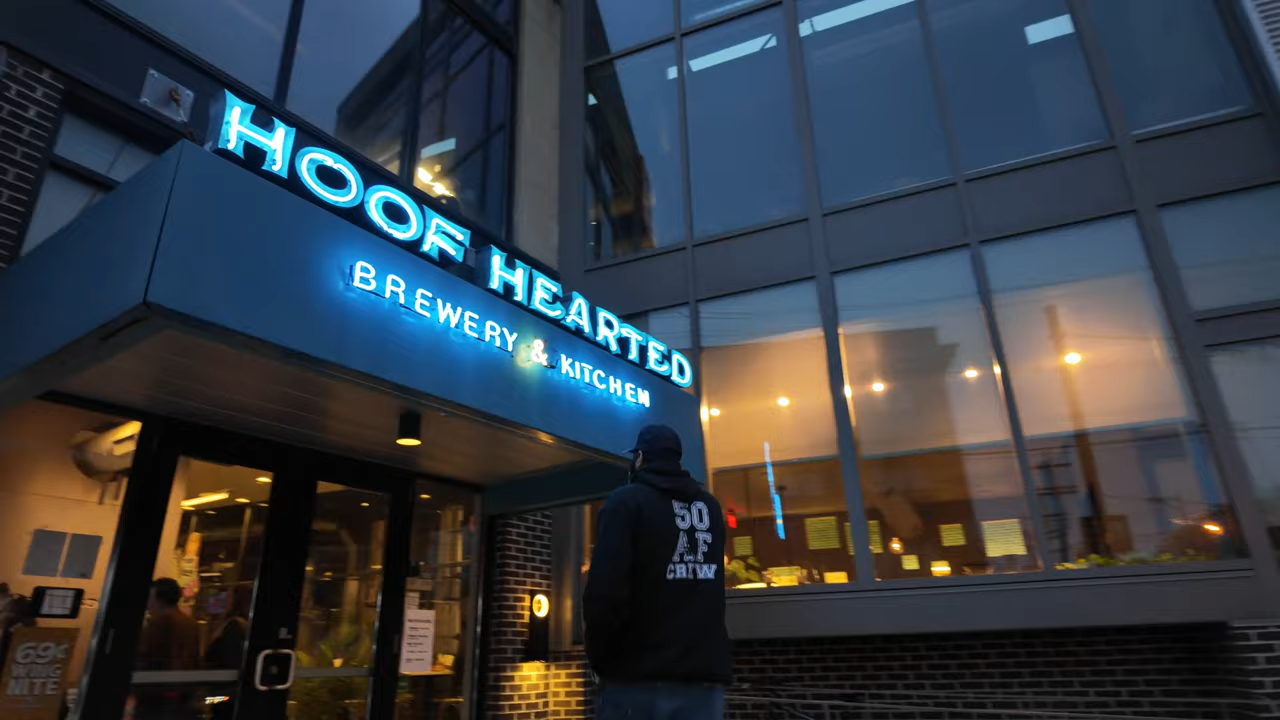 HOOF HEARTED
BREWERY & KITCHEN
50
AF
CREW
69¢
WING
NITE